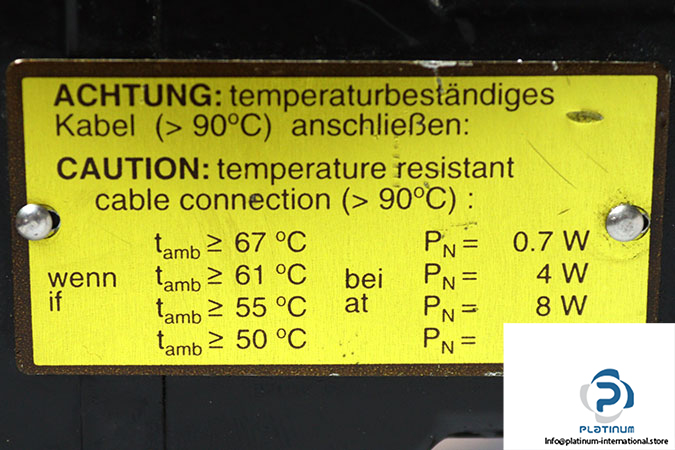 ACHTUNG: temperaturbeständiges
Kabel (> 90°C) anschließen:
CAUTION: temperature resistant
cable connection (> 90°C) :
wenn
if
t_amb ≥ 67 °C
t_amb ≥ 61 °C
t_amb ≥ 55 °C
t_amb ≥ 50 °C
bei
at
P_N = 0.7 W
P_N = 4 W
P_N = 8 W
P_N =
PLATINUM
Info@platinum-international.store